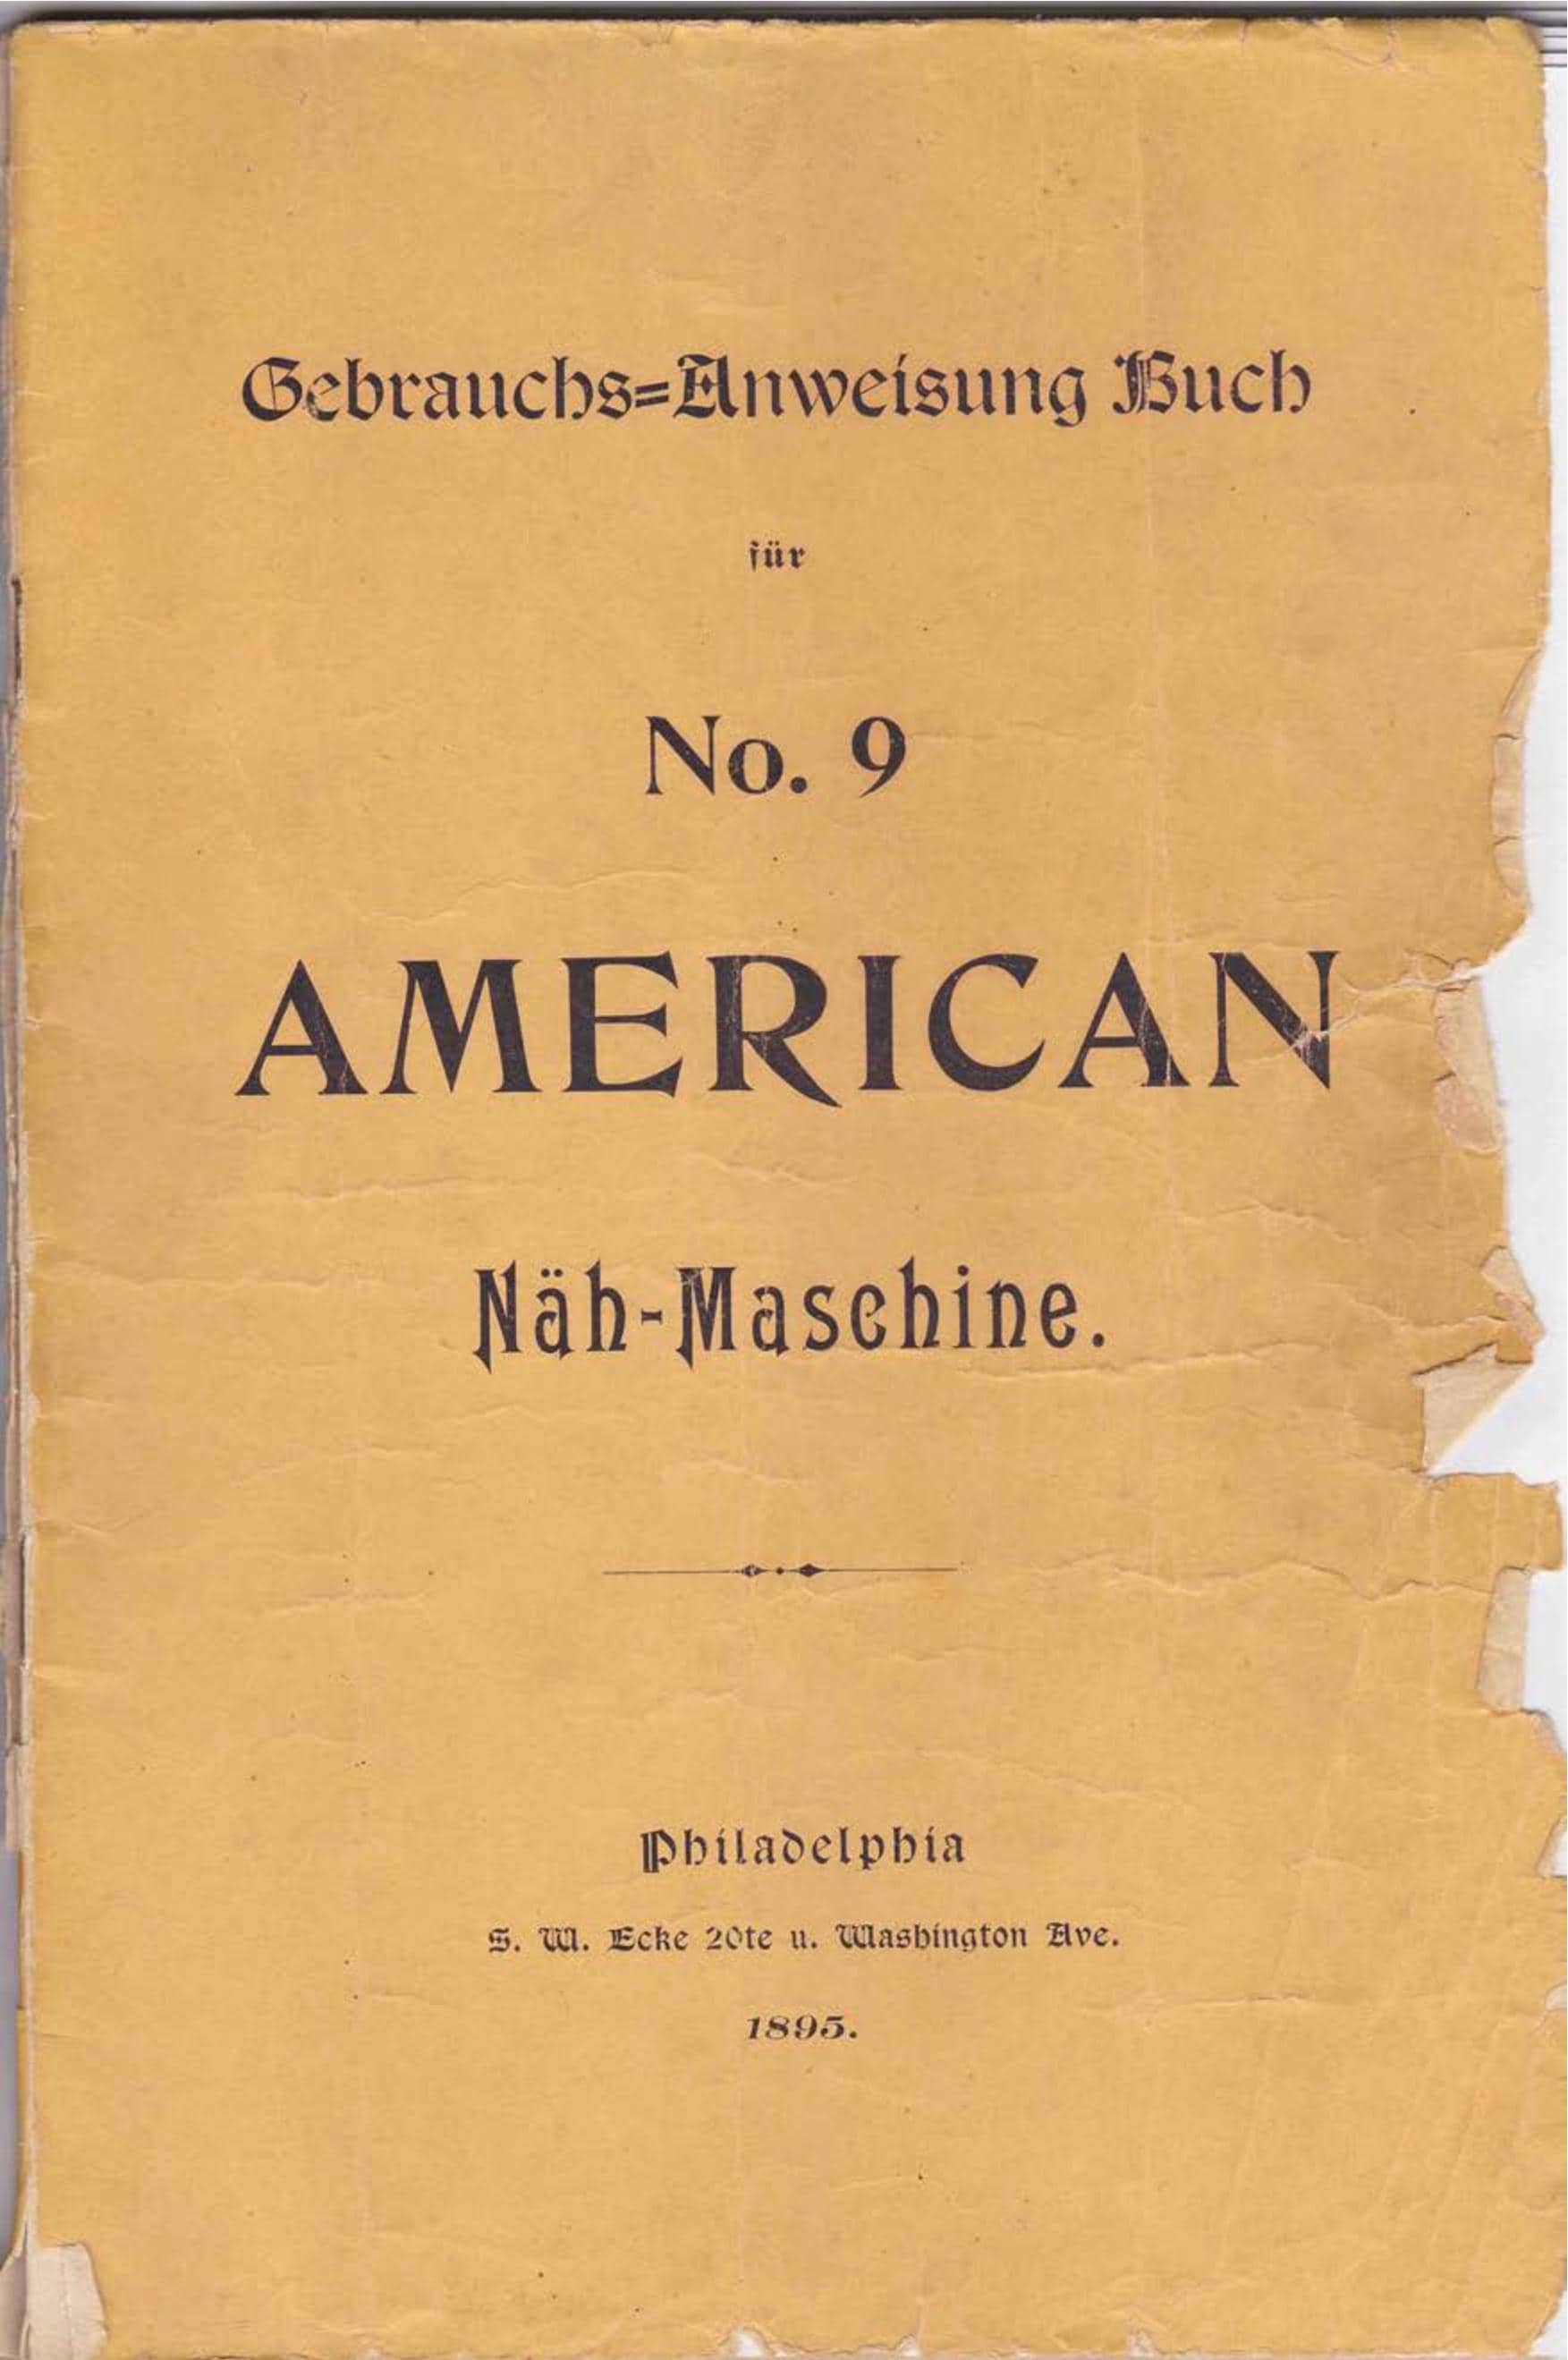 Gebrauchs=Anweisung Buch
für
No. 9
AMERICAN
Näh-Maschine.
Philadelphia
S. W. Ecke 20te u. Washington Ave.
1895.